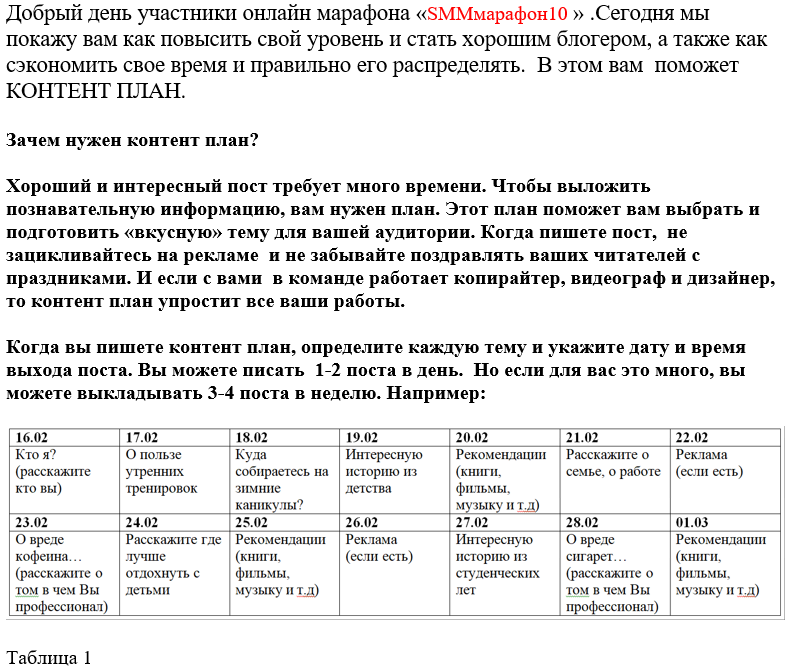 Добрый день участники онлайн марафона «SMMмарафон10 » .Сегодня мы
покажу вам как повысить свой уровень и стать хорошим блогером, а также как
сэкономить свое время и правильно его распределять.  В этом вам  поможет
КОНТЕНТ ПЛАН.
Зачем нужен контент план?
Хороший и интересный пост требует много времени. Чтобы выложить
познавательную информацию, вам нужен план. Этот план поможет вам выбрать и
подготовить «вкусную» тему для вашей аудитории. Когда пишете пост,  не
зацикливайтесь на рекламе  и не забывайте поздравлять ваших читателей с
праздниками. И если с вами  в команде работает копирайтер, видеограф и дизайнер,
то контент план упростит все ваши работы.
Когда вы пишете контент план, определите каждую тему и укажите дату и время
выхода поста. Вы можете писать  1-2 поста в день.  Но если для вас это много, вы
можете выкладывать 3-4 поста в неделю. Например:
16.02
17.02
18.02
19.02
20.02
21.02
22.02
Кто я?
(расскажите
кто вы)
О пользе
утренних
тренировок
Куда
собираетесь на
зимние
каникулы?
Интересную
историю из
детства
Рекомендации
(книги,
фильмы,
музыку и т.д)
Расскажите о
семье, о работе
Реклама
(если есть)
23.02
24.02
25.02
26.02
27.02
28.02
01.03
О вреде
кофеина…
(расскажите о
том в чем Вы
профессионал)
Расскажите где
лучше
отдохнуть с
детьми
Рекомендации
(книги,
фильмы,
музыку и т.д)
Реклама
(если есть)
Интересную
историю из
студенческих
лет
О вреде
сигарет…
(расскажите о
том в чем Вы
профессионал)
Рекомендации
(книги,
фильмы,
музыку и т.д)
Таблица 1